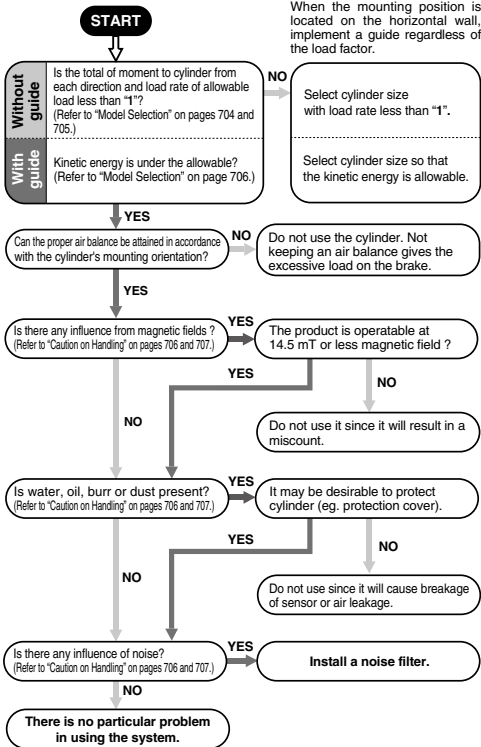 START
When the mounting position is
located on the horizontal wall,
implement a guide regardless of
the load factor.
Without
guide
Is the total of moment to cylinder from
each direction and load rate of allowable
load less than “1”?
(Refer to “Model Selection” on pages 704 and
705.)
NO
Select cylinder size
with load rate less than “1”.
With
guide
Kinetic energy is under the allowable?
(Refer to “Model Selection” on page 706.)
Select cylinder size so that
the kinetic energy is allowable.
YES
Can the proper air balance be attained in accordance
with the cylinder's mounting orientation?
NO
Do not use the cylinder. Not
keeping an air balance gives the
excessive load on the brake.
YES
Is there any influence from magnetic fields ?
(Refer to “Caution on Handling” on pages 706 and 707.)
YES
The product is operatable at
14.5 mT or less magnetic field ?
YES
NO
NO
Do not use it since it will result in a
miscount.
Is water, oil, burr or dust present?
(Refer to “Caution on Handling” on pages 706 and 707.)
YES
It may be desirable to protect
cylinder (eg. protection cover).
YES
NO
NO
Do not use since it will cause breakage
of sensor or air leakage.
Is there any influence of noise?
(Refer to “Caution on Handling” on pages 706 and 707.)
YES
Install a noise filter.
NO
There is no particular problem
in using the system.